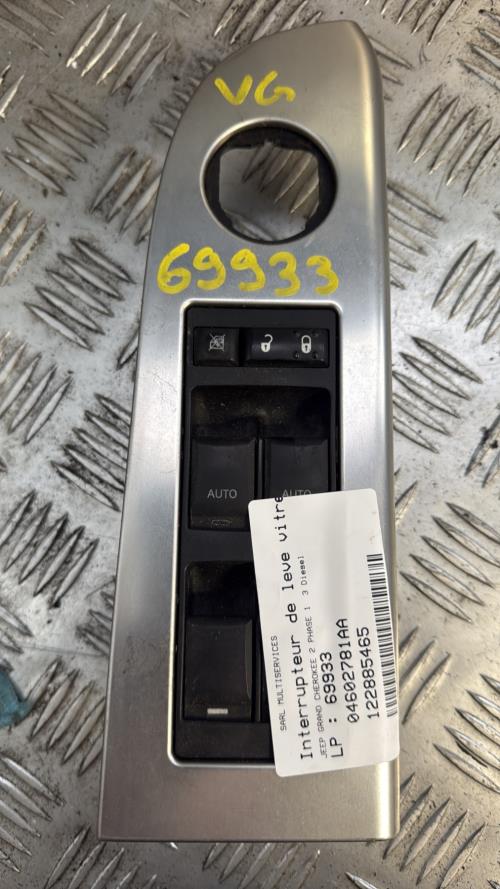 VG
69933
AUTO AUTO
SARL MULTISERVICES
Interrupteur de leve vitre
JEEP GRAND CHEROKEE 2 PHASE 1 3 Diesel
LP : 69933
04602781AA
122885465